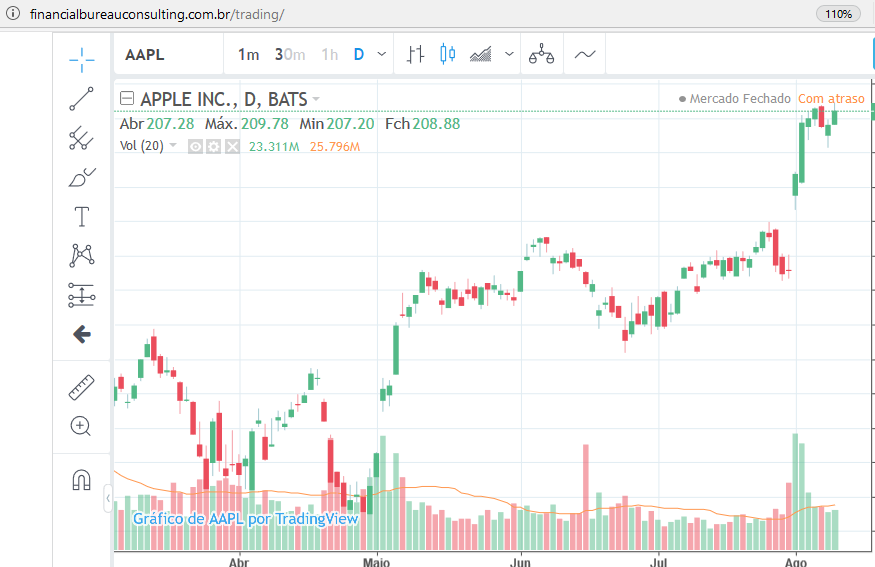 financialbureauconsulting.com.br/trading/
110%
AAPL
1m 30m 1h D
APPLE INC., D, BATS
Mercado Fechado Com atraso
Abr 207.28 Máx. 209.78 Min 207.20 Fch 208.88
Vol (20) 23.311M 25.796M
T
Gráfico de AAPL por TradingView
Abr Maio Jun Jul Ago